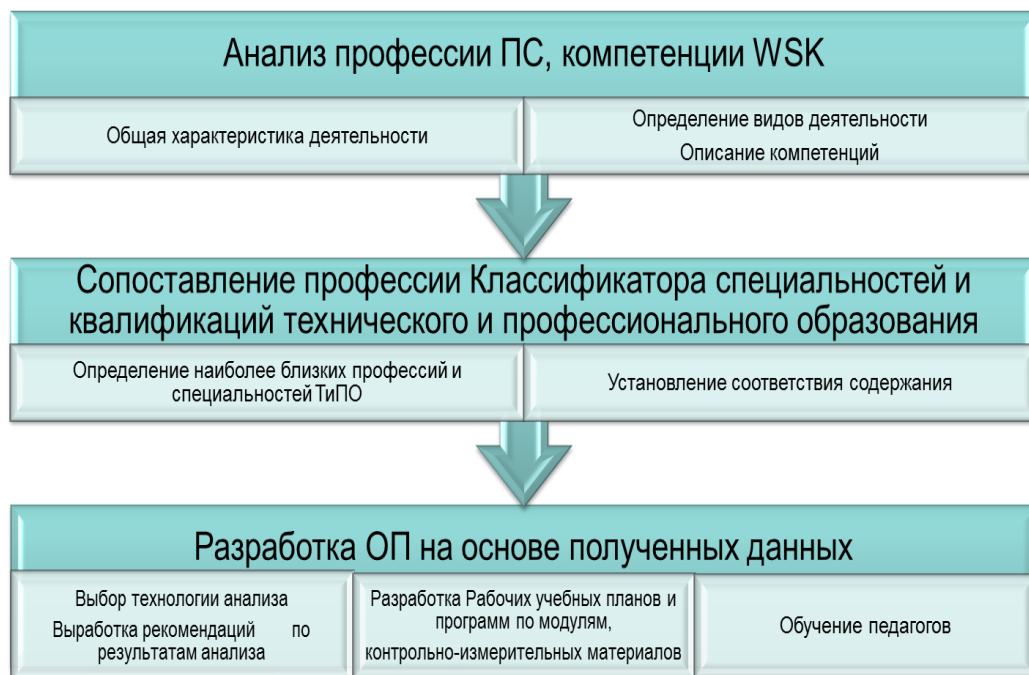 Анализ профессии ПС, компетенции WSK
Общая характеристика деятельности
Определение видов деятельности
Описание компетенций
Сопоставление профессии Классификатора специальностей и
квалификаций технического и профессионального образования
Определение наиболее близких профессий и
специальностей ТиПО
Установление соответствия содержания
Разработка ОП на основе полученных данных
Выбор технологии анализа
Выработка рекомендаций по
результатам анализа
Разработка Рабочих учебных планов и
программ по модулям,
контрольно-измерительных материалов
Обучение педагогов